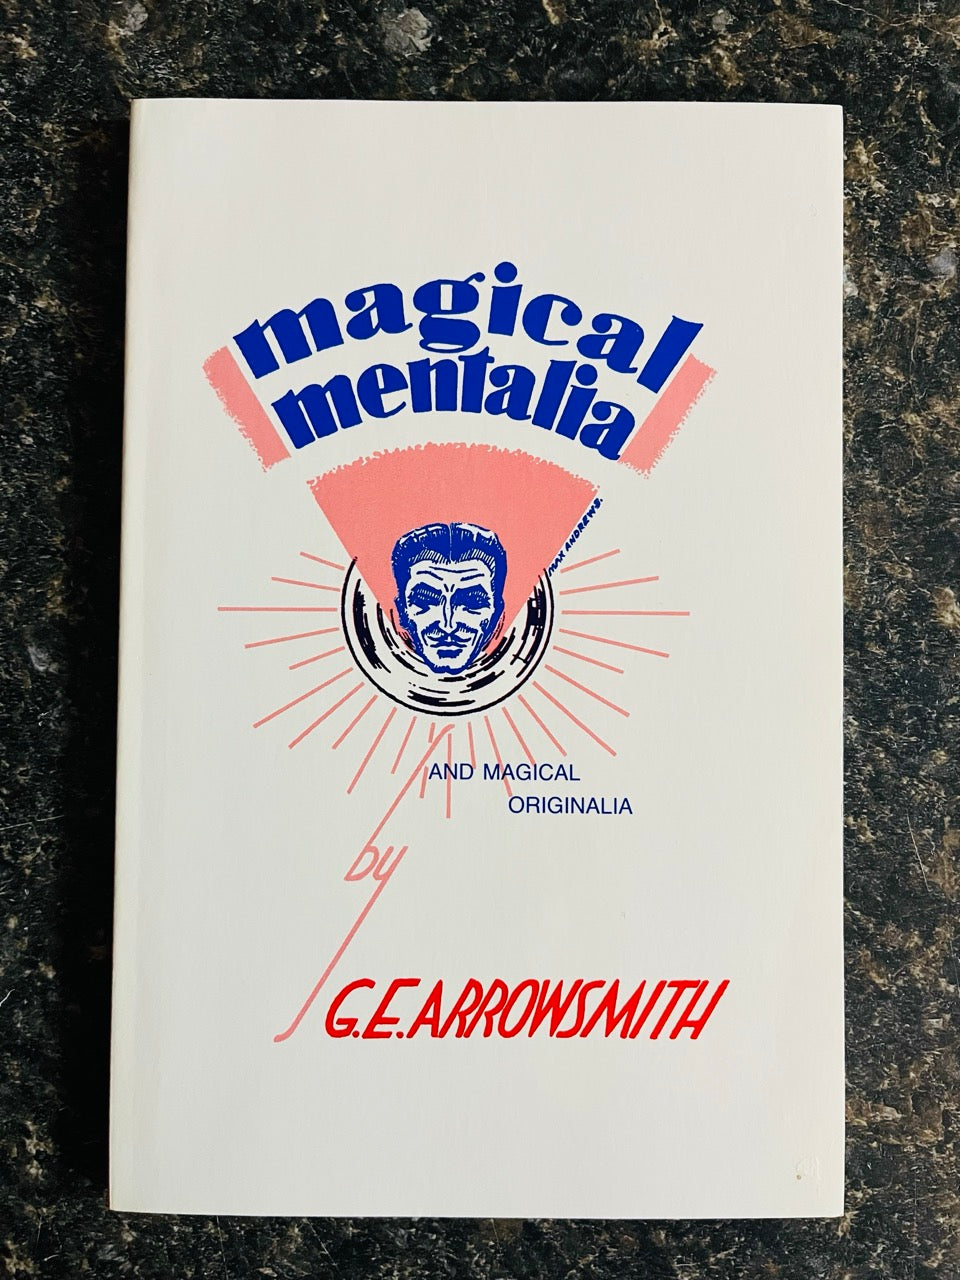 magical
mentalia
MAX ANDREWS.
AND MAGICAL
ORIGINALIA
by
G.E. ARROWSMITH